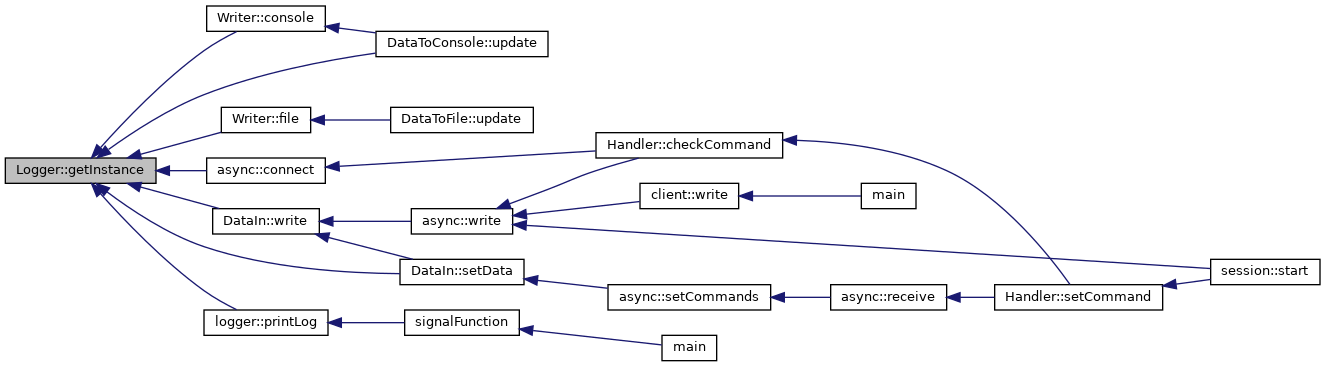 Writer::console
DataToConsole::update
Writer::file
DataToFile::update
Handler::checkCommand
Logger::getInstance
async::connect
client::write
main
DataIn::write
async::write
DataIn::setData
session::start
async::setCommands
async::receive
Handler::setCommand
logger::printLog
signalFunction
main